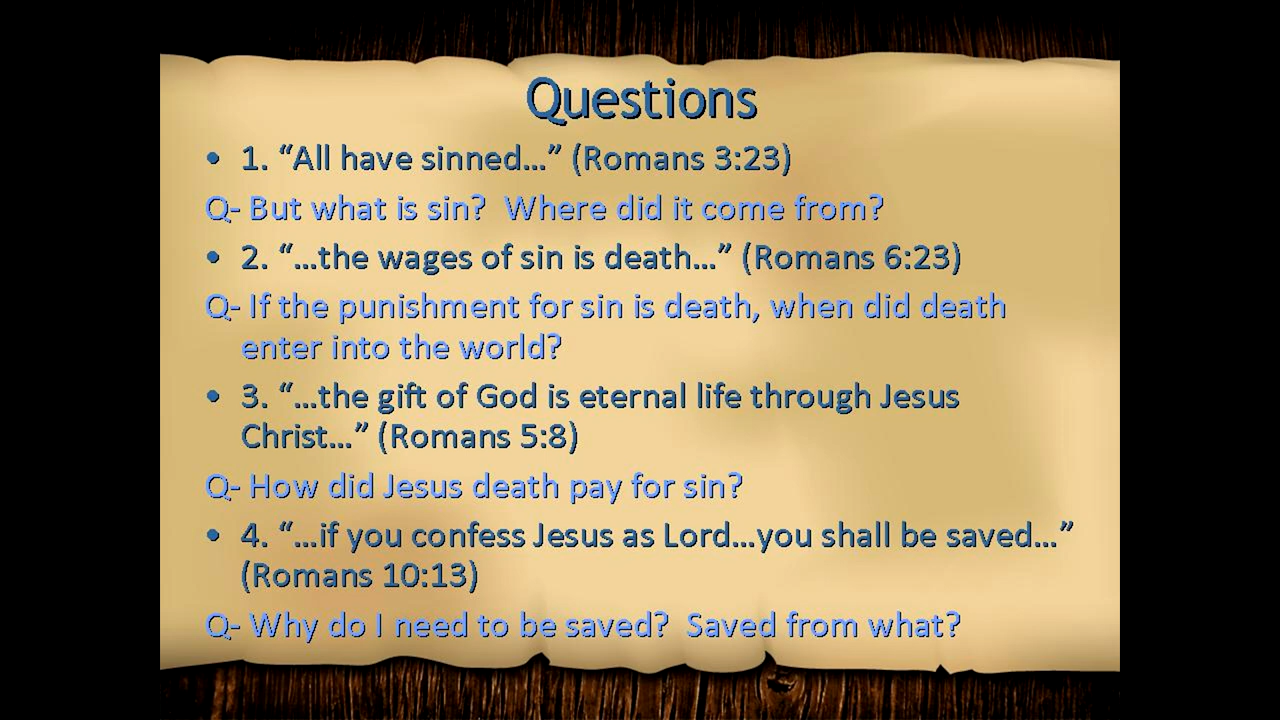 Questions
• 1. “All have sinned…” (Romans 3:23)
Q- But what is sin?  Where did it come from?
• 2. “…the wages of sin is death…” (Romans 6:23)
Q- If the punishment for sin is death, when did death
enter into the world?
• 3. “…the gift of God is eternal life through Jesus
Christ…” (Romans 5:8)
Q- How did Jesus death pay for sin?
• 4. “…if you confess Jesus as Lord…you shall be saved…”
(Romans 10:13)
Q- Why do I need to be saved?  Saved from what?